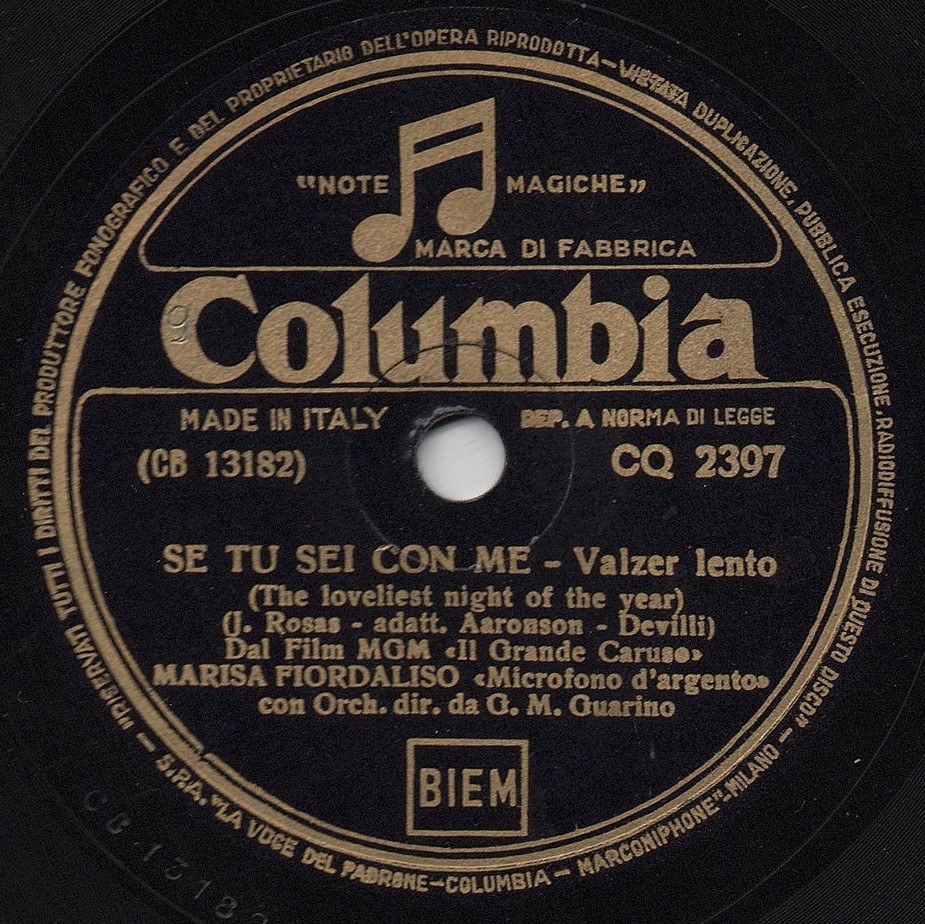 "RISERVATI TUTTI I DIRITTI DEL PRODUTTORE FONOGRAFICO E DEL PROPRIETARIO DELL'OPERA RIPRODOTTA-VIETATA DUPLICAZIONE, PUBBLICA ESECUZIONE, RADIODIFFUSIONE DI QUESTO DISCO" -
"NOTE MAGICHE„
MARCA DI FABBRICA
Columbia
9
MADE IN ITALY DEP. A NORMA DI LEGGE
(CB 13182) CQ 2397
SE TU SEI CON ME - Valzer lento
(The loveliest night of the year)
(J. Rosas - adatt. Aaronson - Devilli)
Dal Film MGM «Il Grande Caruso»
MARISA FIORDALISO «Microfono d'argento»
con Orch. dir. da G. M. Guarino
BIEM
- S.P.A. "LA VOCE DEL PADRONE-COLUMBIA - MARCONIPHONE"-MILANO -
CB 13182